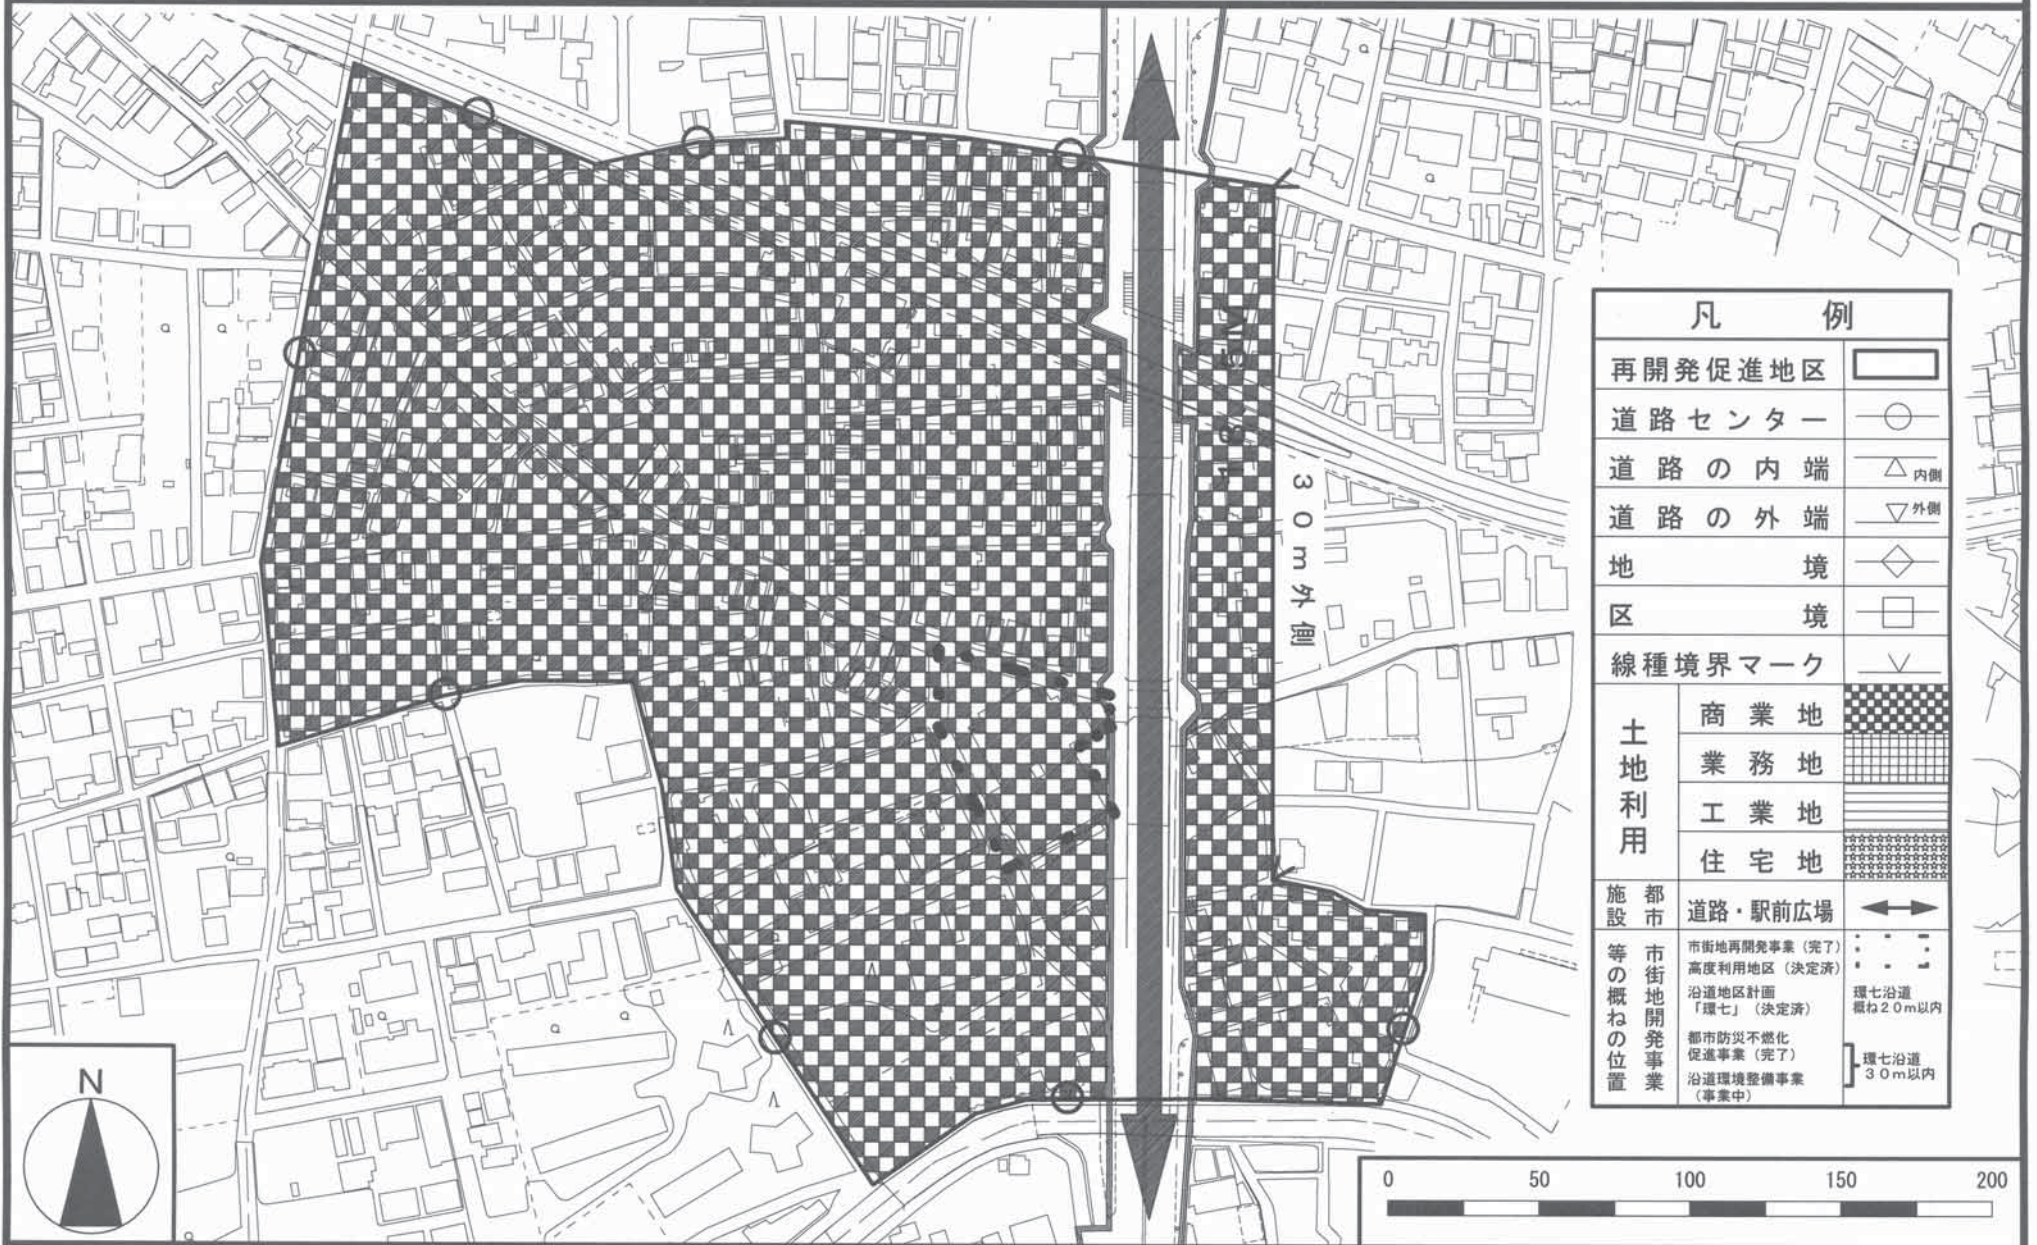 30m外側
凡例
再開発促進地区
道路センター
道路の内端
内側
道路の外端
外側
地境
区境
線種境界マーク
土地利用
商業地
業務地
工業地
住宅地
都市
施設
道路・駅前広場
市街地開発事業
等の概ねの位置
市街地再開発事業（完了）
高度利用地区（決定済）
沿道地区計画
「環七」（決定済）
環七沿道
概ね20m以内
都市防災不燃化
促進事業（完了）
沿道環境整備事業
（事業中）
環七沿道
30m以内
N
0 50 100 150 200